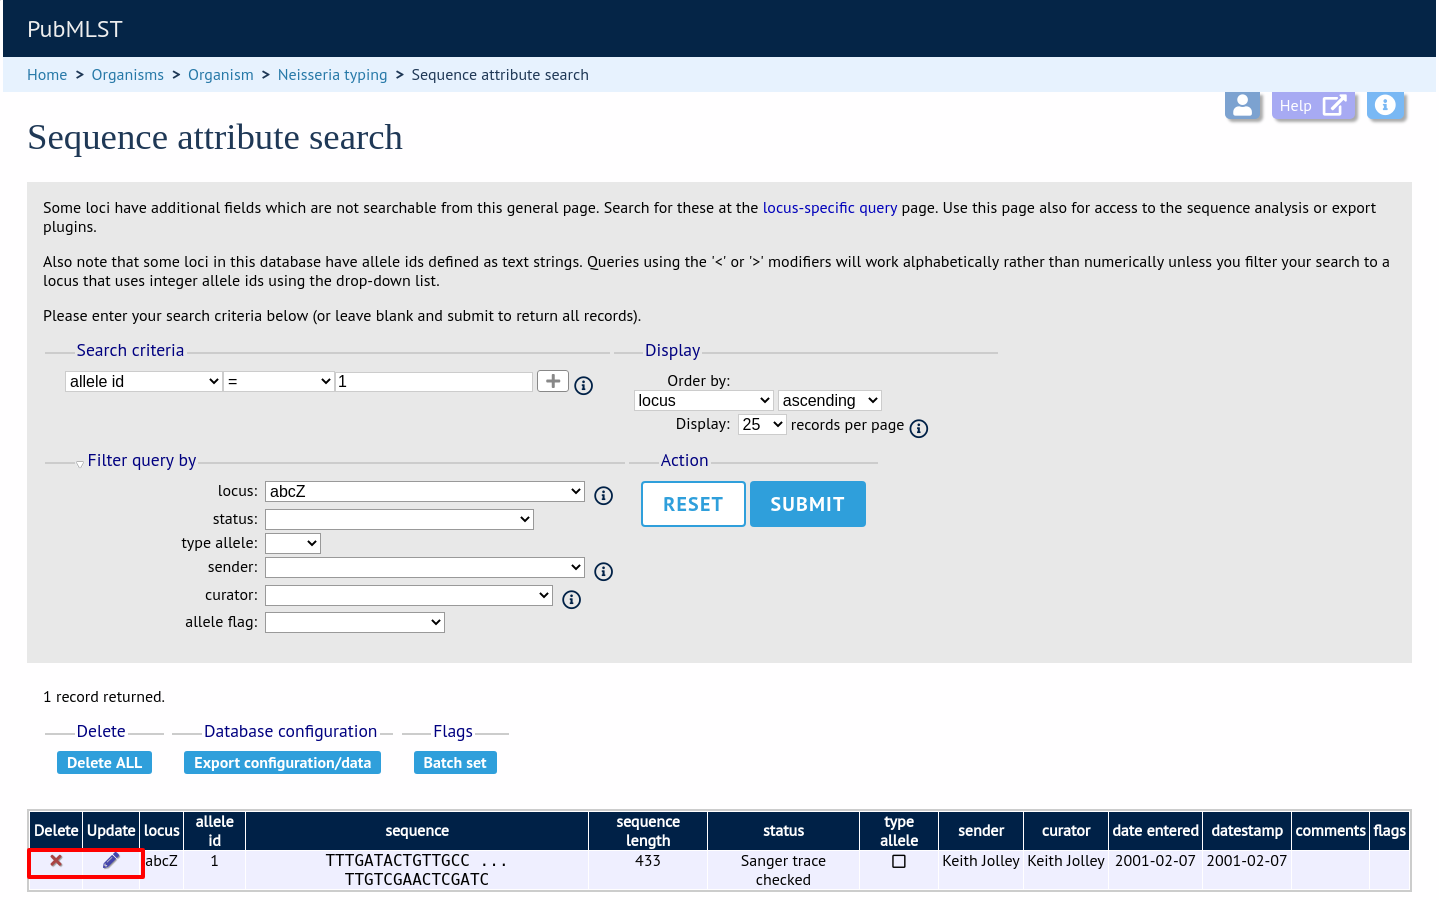 PubMLST
Home > Organisms > Organism > Neisseria typing > Sequence attribute search
Help
Sequence attribute search
Some loci have additional fields which are not searchable from this general page. Search for these at the locus-specific query page. Use this page also for access to the sequence analysis or export
plugins.
Also note that some loci in this database have allele ids defined as text strings. Queries using the '<' or '>' modifiers will work alphabetically rather than numerically unless you filter your search to a
locus that uses integer allele ids using the drop-down list.
Please enter your search criteria below (or leave blank and submit to return all records).
Search criteria
allele id = 1
Display
Order by:
locus ascending
Display: 25 records per page
Filter query by
locus: abcZ
status:
type allele:
sender:
curator:
allele flag:
Action
RESET SUBMIT
1 record returned.
Delete Database configuration Flags
Delete ALL Export configuration/data Batch set
Delete Update locus allele id sequence sequence length status type allele sender curator date entered datestamp comments flags
abcZ 1 TTTGATACTGTTGCC ... 433 Sanger trace Keith Jolley Keith Jolley 2001-02-07 2001-02-07
TTGTCGAACTCGATC checked